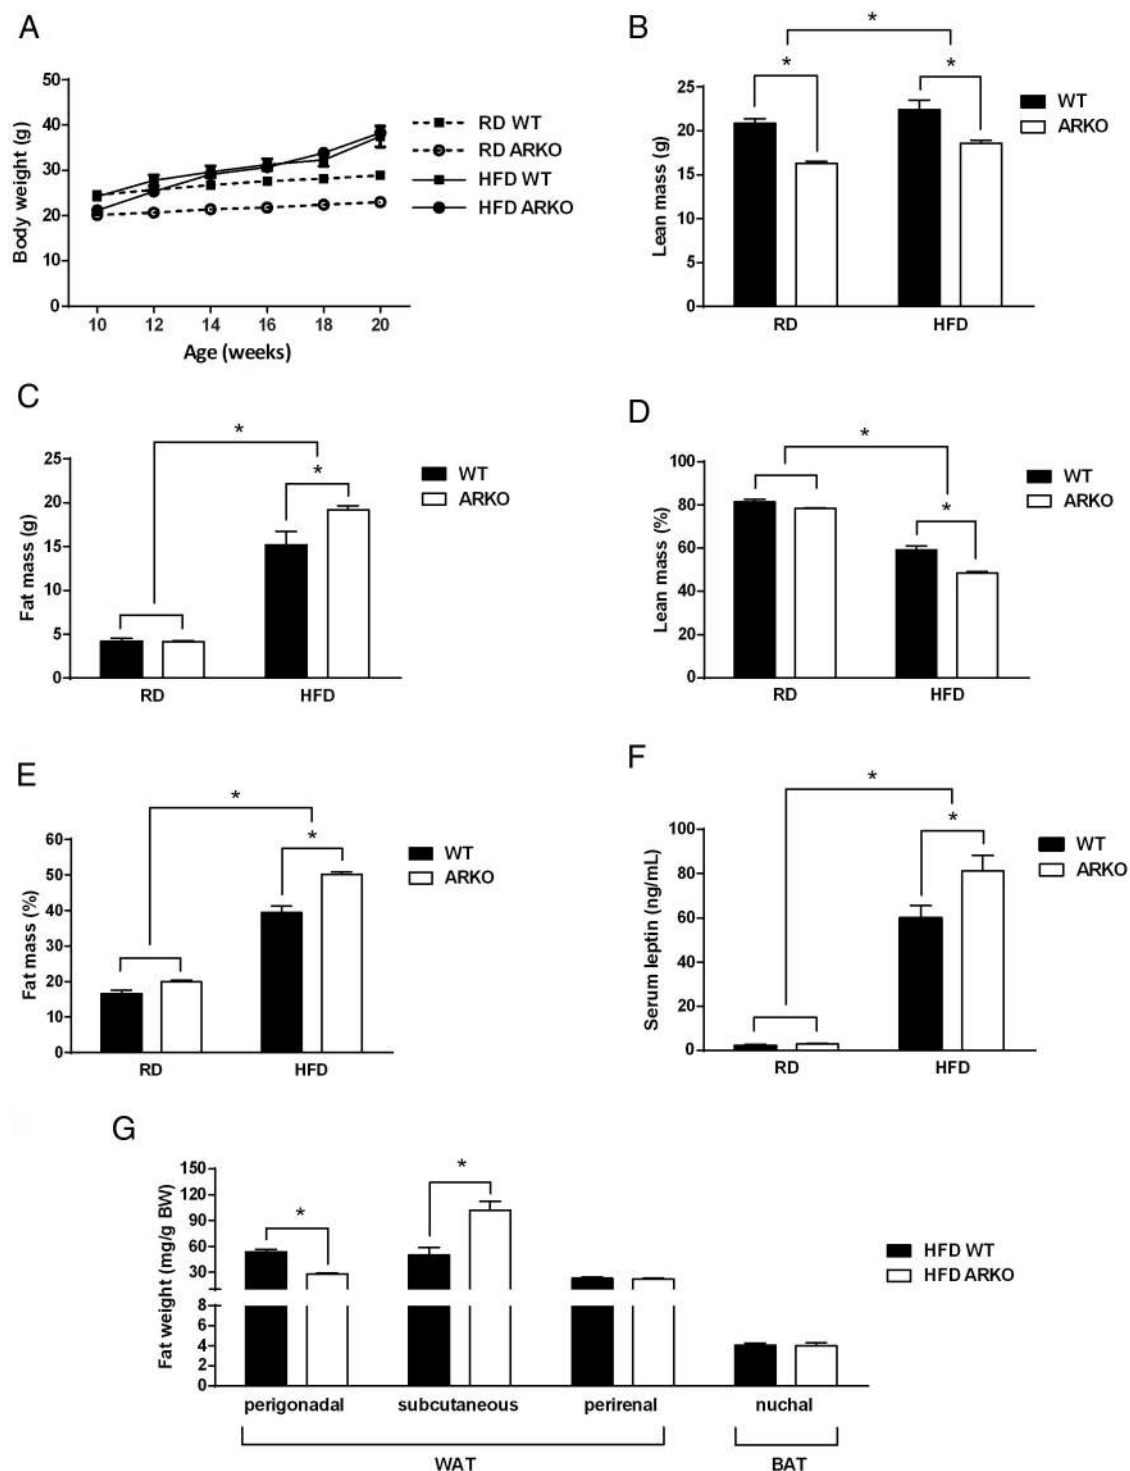 A
Body weight (g)
50
40
30
20
10
0
10 12 14 16 18 20
Age (weeks)
RD WT
RD ARKO
HFD WT
HFD ARKO
B
*
* *
Lean mass (g)
25
20
15
10
5
0
RD HFD
WT
ARKO
C
*
*
Fat mass (g)
25
20
15
10
5
0
RD HFD
WT
ARKO
D
*
*
Lean mass (%)
100
80
60
40
20
0
RD HFD
WT
ARKO
E
*
*
Fat mass (%)
60
50
40
30
20
10
0
RD HFD
WT
ARKO
F
*
*
Serum leptin (ng/mL)
100
80
60
40
20
0
RD HFD
WT
ARKO
G
*
*
Fat weight (mg/g BW)
150
120
90
60
30
8
6
4
2
0
perigonadal subcutaneous perirenal nuchal
WAT BAT
HFD WT
HFD ARKO